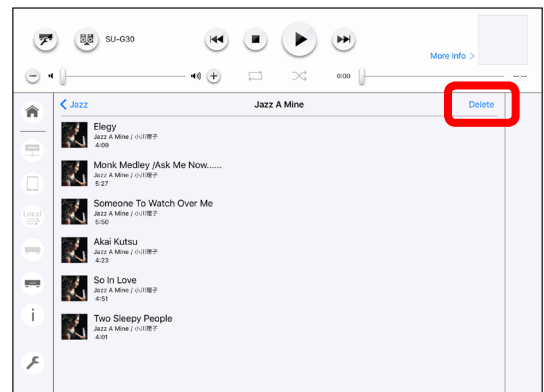 SU-G30
More Info >
0:00
--:--
Jazz
Jazz A Mine
Delete
Elegy
Jazz A Mine / 小川理子
4:09
Monk Medley /Ask Me Now......
Jazz A Mine / 小川理子
5:27
Someone To Watch Over Me
Jazz A Mine / 小川理子
5:50
Akai Kutsu
Jazz A Mine / 小川理子
4:23
So In Love
Jazz A Mine / 小川理子
4:51
Two Sleepy People
Jazz A Mine / 小川理子
4:01
Local
i